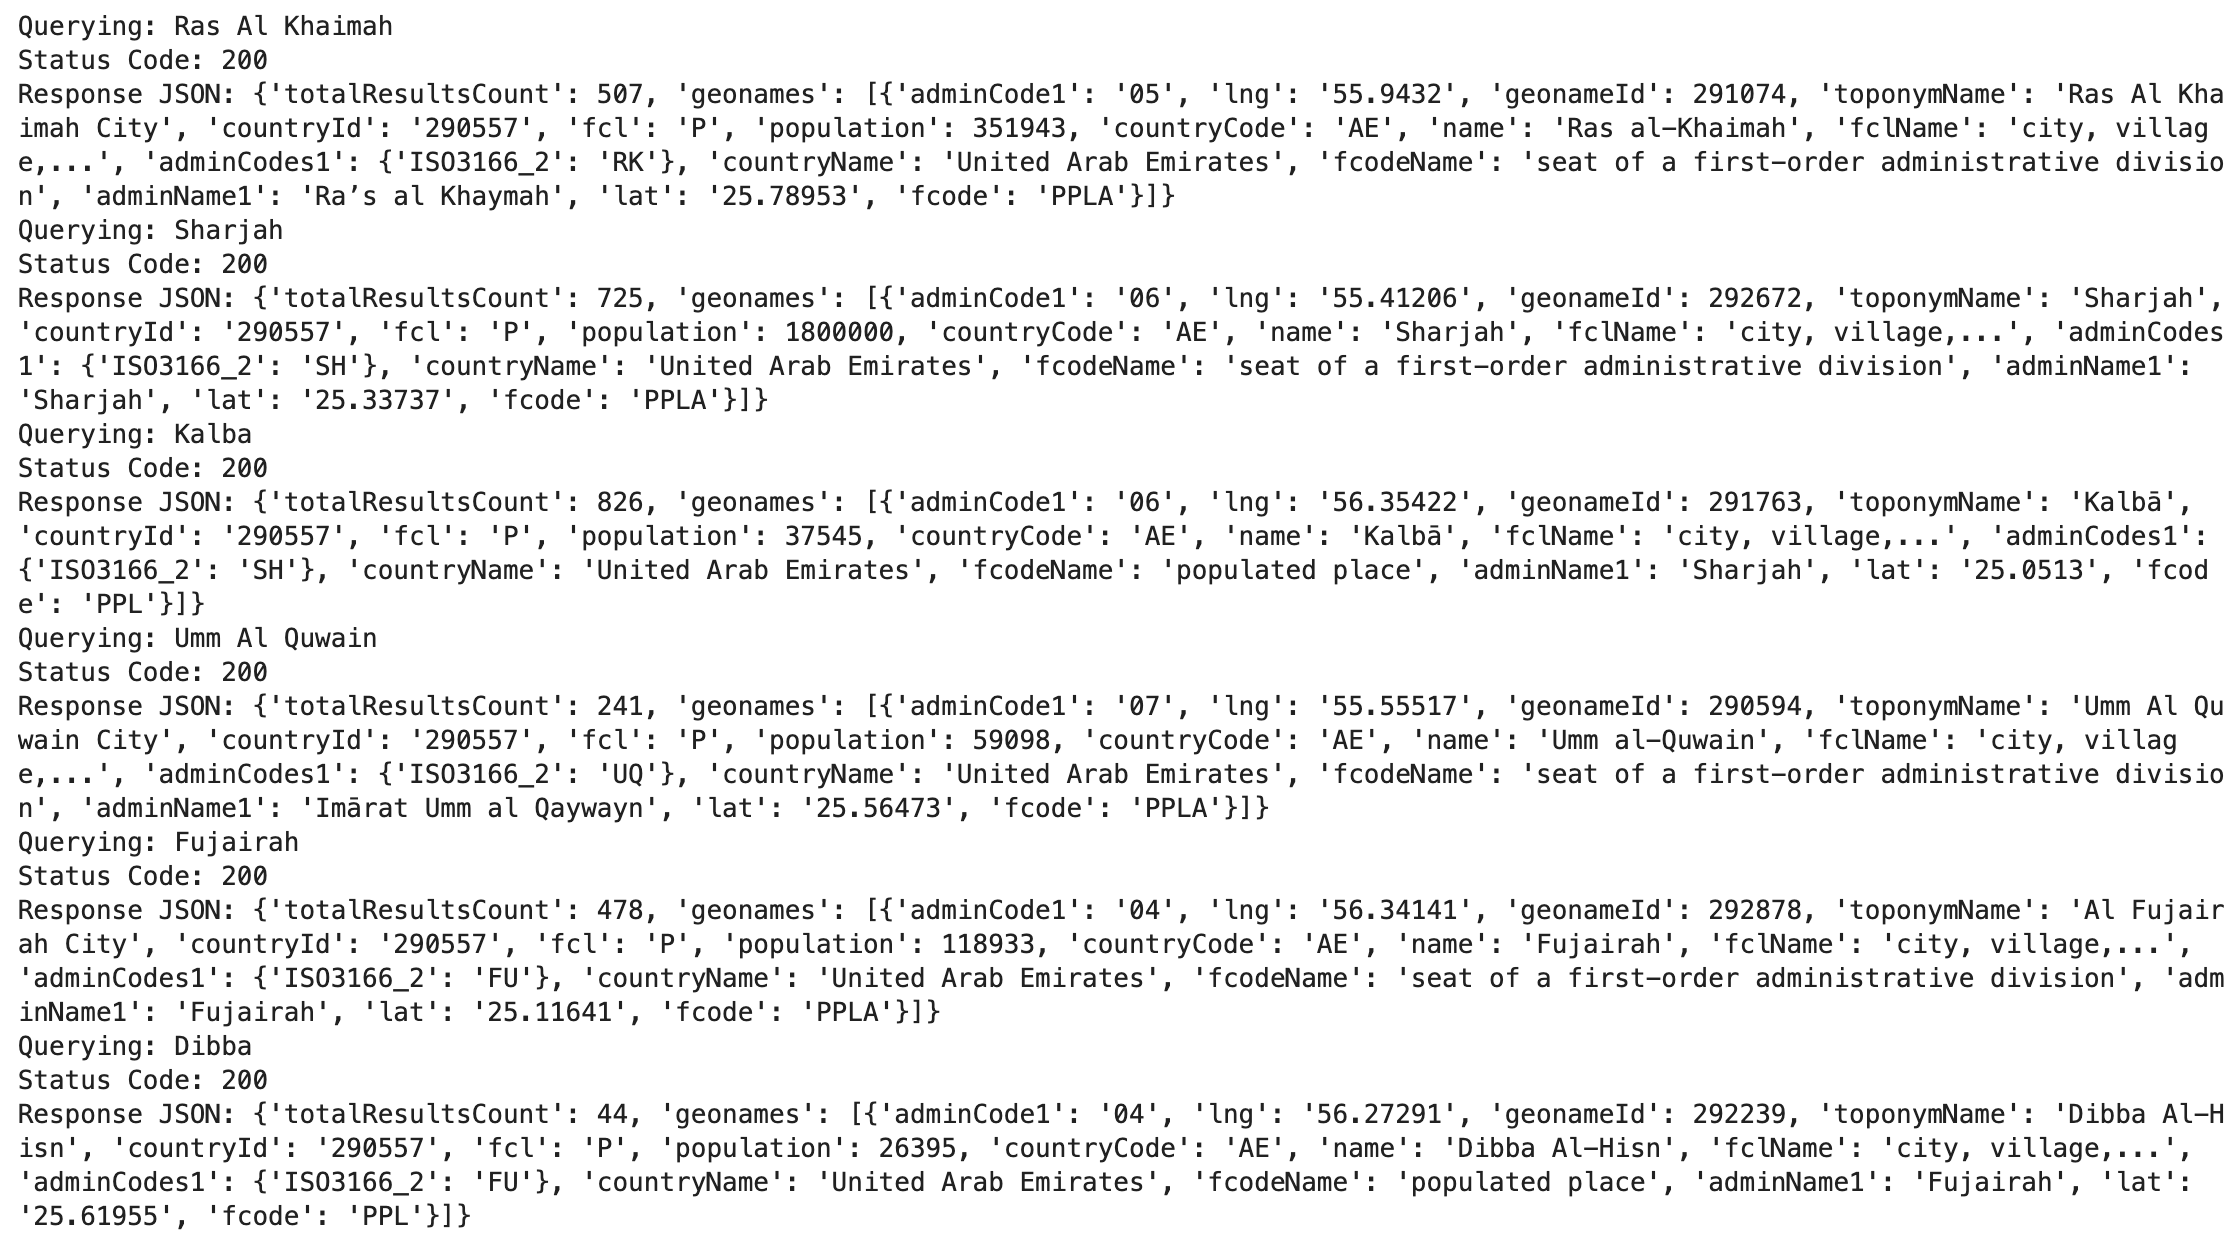 Querying: Ras Al Khaimah
Status Code: 200
Response JSON: {'totalResultsCount': 507, 'geonames': [{'adminCode1': '05', 'lng': '55.9432', 'geonameId': 291074, 'toponymName': 'Ras Al Kha
imah City', 'countryId': '290557', 'fcl': 'P', 'population': 351943, 'countryCode': 'AE', 'name': 'Ras al-Khaimah', 'fclName': 'city, villag
e,...', 'adminCodes1': {'ISO3166_2': 'RK'}, 'countryName': 'United Arab Emirates', 'fcodeName': 'seat of a first-order administrative divisio
n', 'adminName1': 'Ra’s al Khaymah', 'lat': '25.78953', 'fcode': 'PPLA'}]}
Querying: Sharjah
Status Code: 200
Response JSON: {'totalResultsCount': 725, 'geonames': [{'adminCode1': '06', 'lng': '55.41206', 'geonameId': 292672, 'toponymName': 'Sharjah',
'countryId': '290557', 'fcl': 'P', 'population': 1800000, 'countryCode': 'AE', 'name': 'Sharjah', 'fclName': 'city, village,...', 'adminCodes
1': {'ISO3166_2': 'SH'}, 'countryName': 'United Arab Emirates', 'fcodeName': 'seat of a first-order administrative division', 'adminName1':
'Sharjah', 'lat': '25.33737', 'fcode': 'PPLA'}]}
Querying: Kalba
Status Code: 200
Response JSON: {'totalResultsCount': 826, 'geonames': [{'adminCode1': '06', 'lng': '56.35422', 'geonameId': 291763, 'toponymName': 'Kalbā',
'countryId': '290557', 'fcl': 'P', 'population': 37545, 'countryCode': 'AE', 'name': 'Kalbā', 'fclName': 'city, village,...', 'adminCodes1':
{'ISO3166_2': 'SH'}, 'countryName': 'United Arab Emirates', 'fcodeName': 'populated place', 'adminName1': 'Sharjah', 'lat': '25.0513', 'fcod
e': 'PPL'}]}
Querying: Umm Al Quwain
Status Code: 200
Response JSON: {'totalResultsCount': 241, 'geonames': [{'adminCode1': '07', 'lng': '55.55517', 'geonameId': 290594, 'toponymName': 'Umm Al Qu
wain City', 'countryId': '290557', 'fcl': 'P', 'population': 59098, 'countryCode': 'AE', 'name': 'Umm al-Quwain', 'fclName': 'city, villag
e,...', 'adminCodes1': {'ISO3166_2': 'UQ'}, 'countryName': 'United Arab Emirates', 'fcodeName': 'seat of a first-order administrative divisio
n', 'adminName1': 'Imārat Umm al Qaywayn', 'lat': '25.56473', 'fcode': 'PPLA'}]}
Querying: Fujairah
Status Code: 200
Response JSON: {'totalResultsCount': 478, 'geonames': [{'adminCode1': '04', 'lng': '56.34141', 'geonameId': 292878, 'toponymName': 'Al Fujair
ah City', 'countryId': '290557', 'fcl': 'P', 'population': 118933, 'countryCode': 'AE', 'name': 'Fujairah', 'fclName': 'city, village,...',
'adminCodes1': {'ISO3166_2': 'FU'}, 'countryName': 'United Arab Emirates', 'fcodeName': 'seat of a first-order administrative division', 'adm
inName1': 'Fujairah', 'lat': '25.11641', 'fcode': 'PPLA'}]}
Querying: Dibba
Status Code: 200
Response JSON: {'totalResultsCount': 44, 'geonames': [{'adminCode1': '04', 'lng': '56.27291', 'geonameId': 292239, 'toponymName': 'Dibba Al-H
isn', 'countryId': '290557', 'fcl': 'P', 'population': 26395, 'countryCode': 'AE', 'name': 'Dibba Al-Hisn', 'fclName': 'city, village,...',
'adminCodes1': {'ISO3166_2': 'FU'}, 'countryName': 'United Arab Emirates', 'fcodeName': 'populated place', 'adminName1': 'Fujairah', 'lat':
'25.61955', 'fcode': 'PPL'}]}